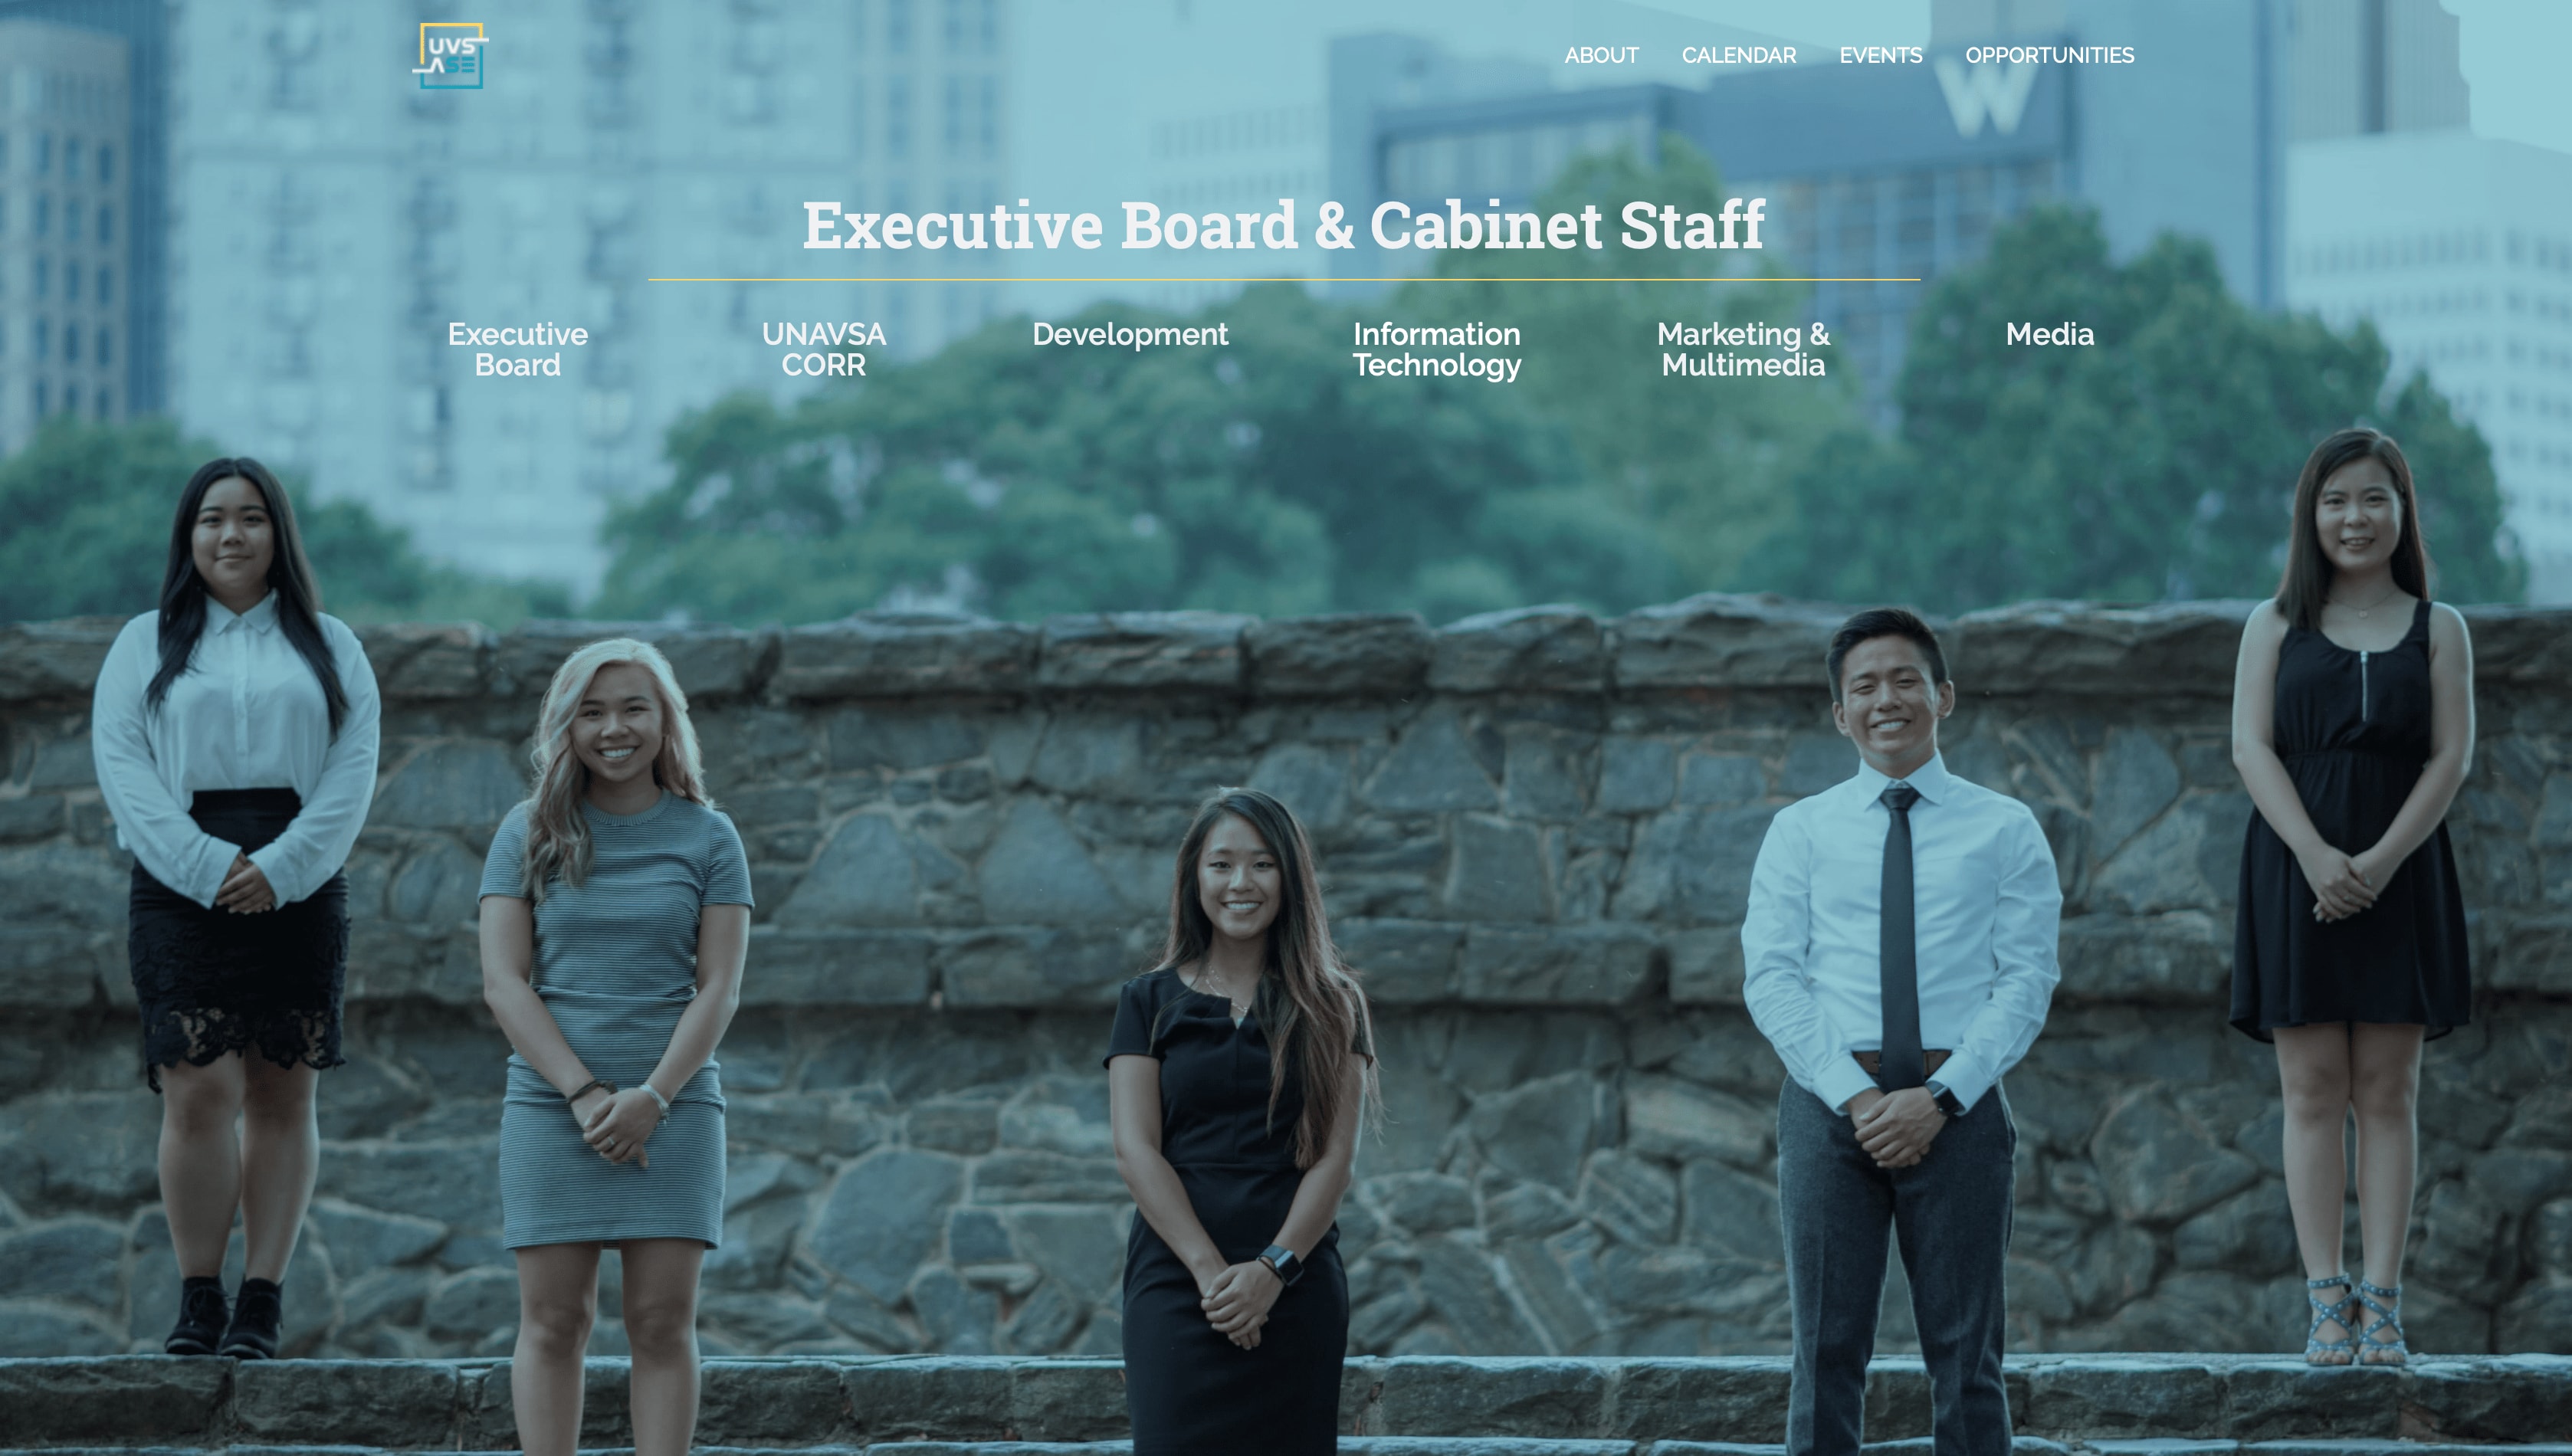 UVS
ASE
ABOUT CALENDAR EVENTS OPPORTUNITIES
W
Executive Board & Cabinet Staff
Executive Board
UNAVSA CORR
Development
Information Technology
Marketing & Multimedia
Media